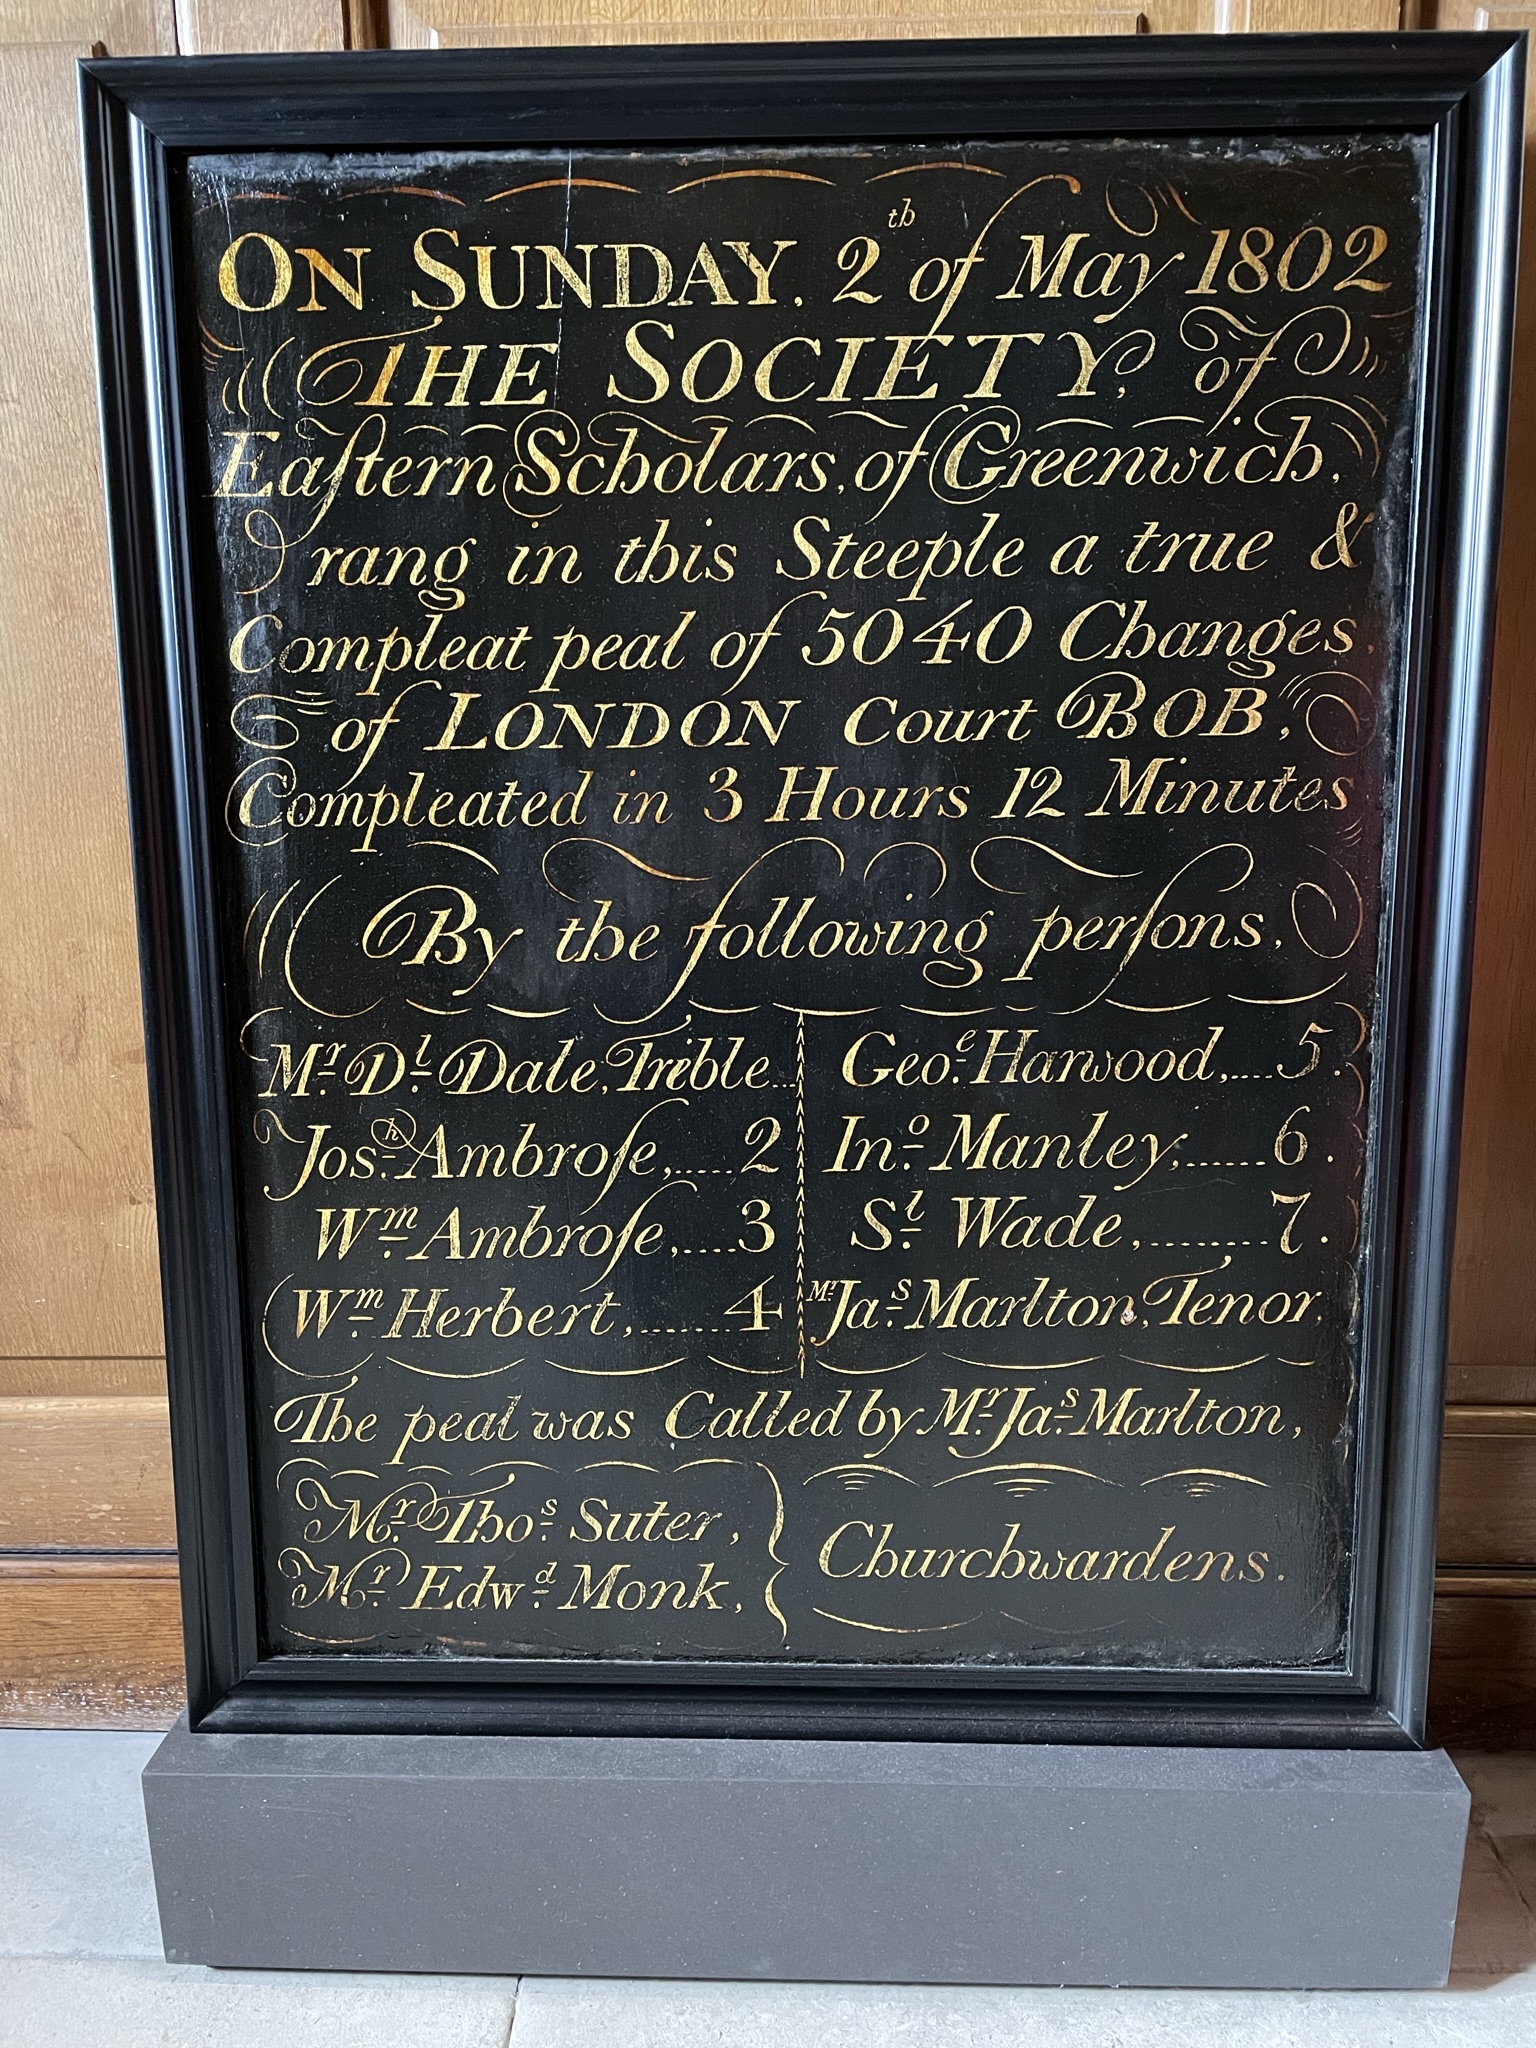 On Sunday. 2th of May 1802
The Society, of
Eaſtern Scholars, of Greenwich,
rang in this Steeple a true &
Compleat peal of 5040 Changes,
of London Court BOB,
Compleated in 3 Hours 12 Minutes
By the following perſons,
Mr. Dl. Dale, Treble... Geoe. Harwood,....5.
Josh. Ambroſe,.....2 Ino. Manley,......6.
Wm. Ambroſe,....3 Sl. Wade,........7.
Wm. Herbert,.......4 Mr. Jas. Marlton, Tenor,
The peal was Called by Mr. Jas. Marlton,
Mr. Thos. Suter,
Mr. Edwd. Monk, } Churchwardens.